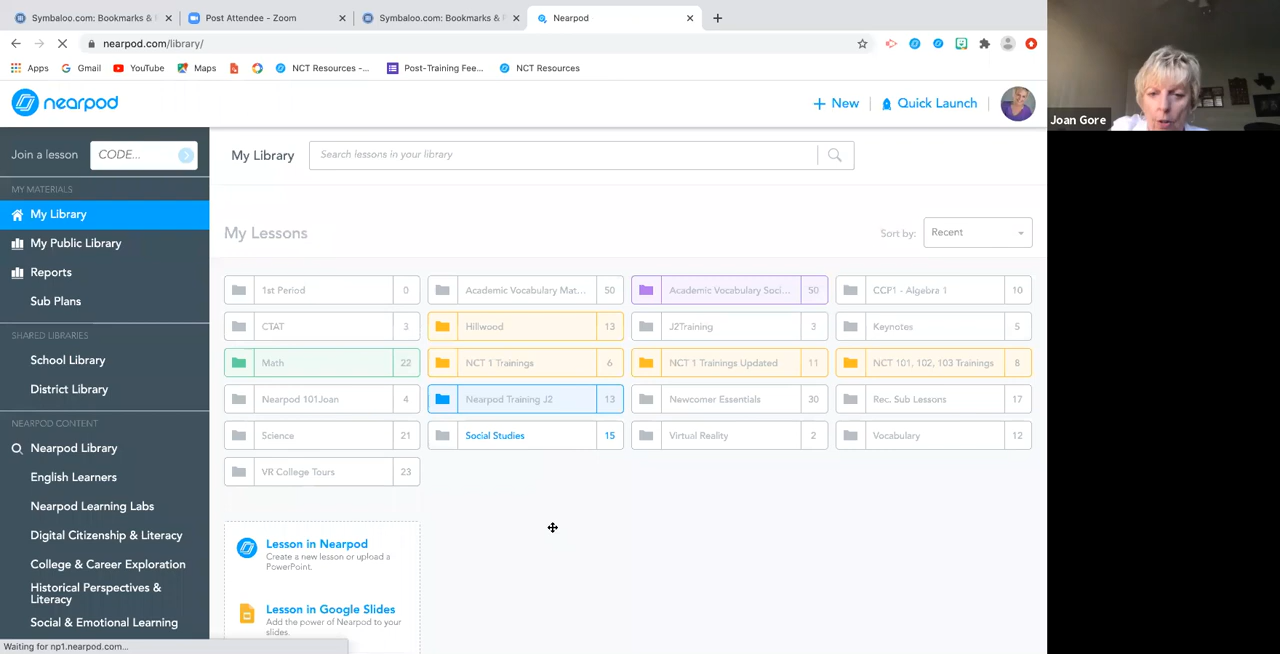 Symbaloo.com: Bookmarks &
Post Attendee - Zoom
Symbaloo.com: Bookmarks &
Nearpod
nearpod.com/library/
Apps
Gmail
YouTube
Maps
NCT Resources -...
Post-Training Fee...
NCT Resources
nearpod
New
Quick Launch
Joan Gore
Join a lesson
CODE...
My Library
Search lessons in your library
MY MATERIALS
My Library
My Public Library
Reports
Sub Plans
SHARED LIBRARIES
School Library
District Library
NEARPOD CONTENT
Nearpod Library
English Learners
Nearpod Learning Labs
Digital Citizenship & Literacy
College & Career Exploration
Historical Perspectives &
Literacy
Social & Emotional Learning
My Lessons
Sort by:
Recent
1st Period 0
Academic Vocabulary Mat... 50
Academic Vocabulary Soci... 50
CCP1 - Algebra 1 10
CTAT 3
Hillwood 13
J2Training 3
Keynotes 5
Math 22
NCT 1 Trainings 6
NCT 1 Trainings Updated 11
NCT 101, 102, 103 Trainings 8
Nearpod 101Joan 4
Nearpod Training J2 13
Newcomer Essentials 30
Rec. Sub Lessons 17
Science 21
Social Studies 15
Virtual Reality 2
Vocabulary 12
VR College Tours 23
Lesson in Nearpod
Create a new lesson or upload a
PowerPoint.
Lesson in Google Slides
Add the power of Nearpod to your
slides.
Waiting for np1.nearpod.com...